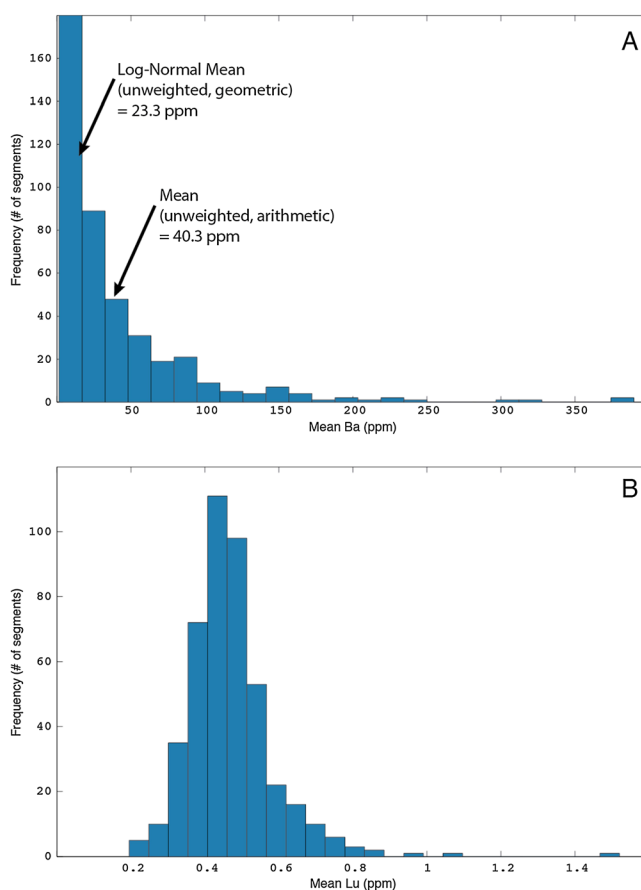 A
160
140
120
100
80
60
40
20
0
Frequency (# of segments)
Log-Normal Mean
(unweighted, geometric)
= 23.3 ppm
Mean
(unweighted, arithmetic)
= 40.3 ppm
50 100 150 200 250 300 350
Mean Ba (ppm)
B
100
80
60
40
20
0
Frequency (# of segments)
0.2 0.4 0.6 0.8 1 1.2 1.4
Mean Lu (ppm)